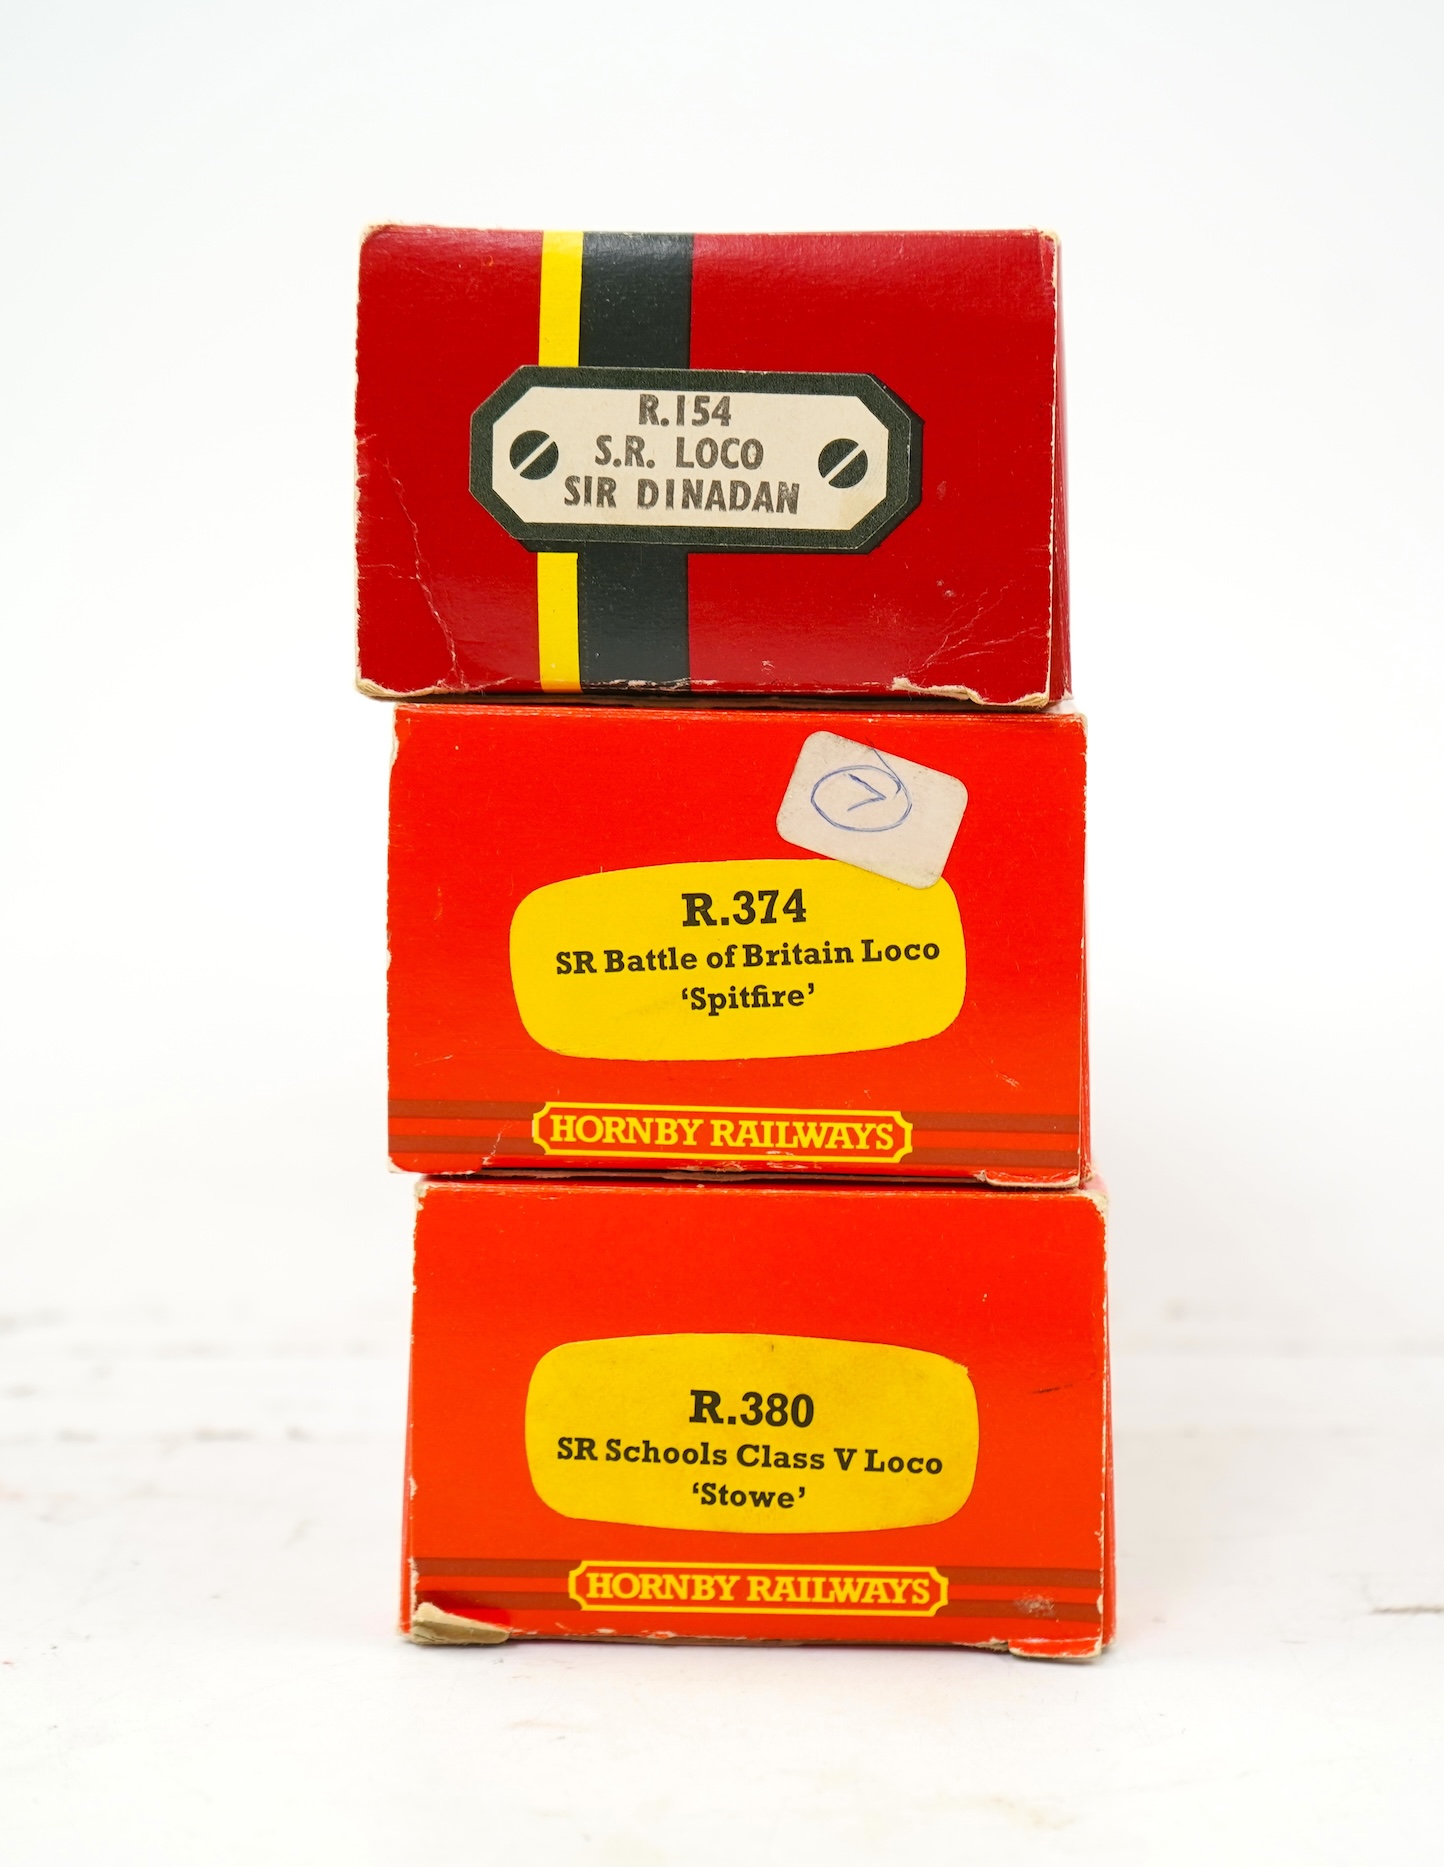 R.154
S.R. LOCO
SIR DINADAN
7
R.374
SR Battle of Britain Loco
‘Spitfire’
HORNBY RAILWAYS
R.380
SR Schools Class V Loco
‘Stowe’
HORNBY RAILWAYS